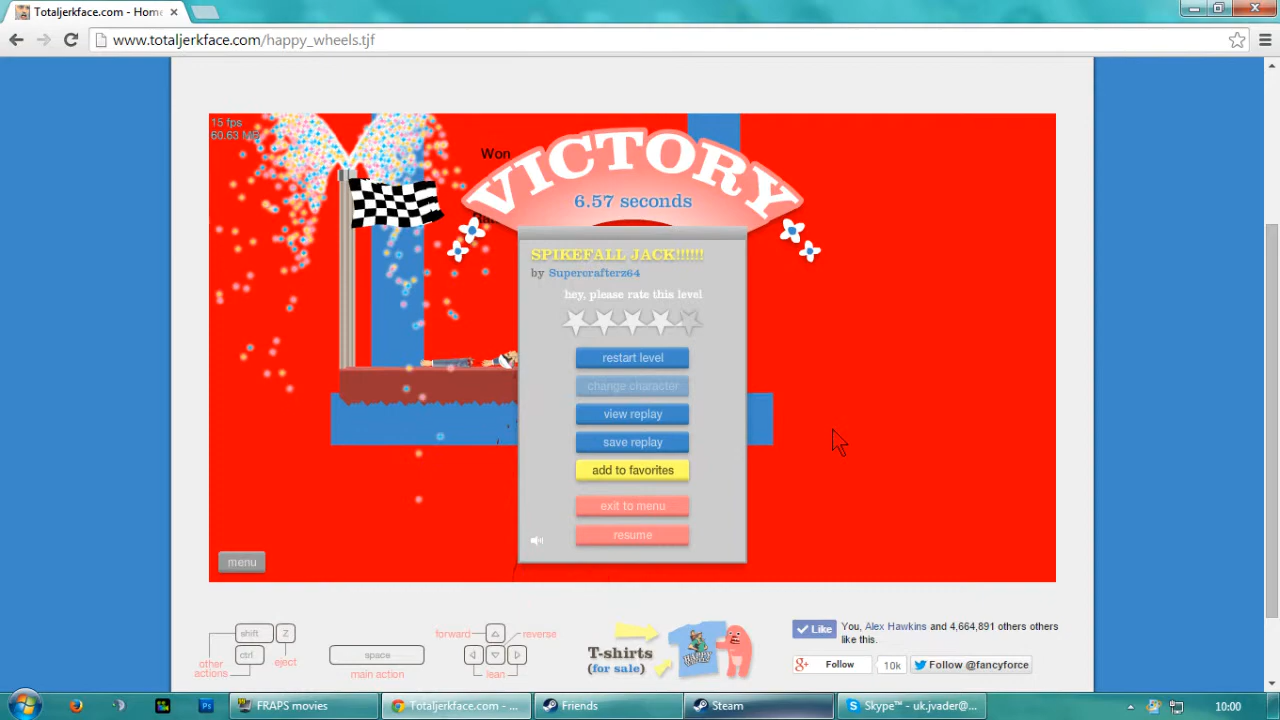 Totaljerkface.com - Home
www.totaljerkface.com/happy_wheels.tjf
15 fps
60.63 MB
Won
VICTORY
6.57 seconds
SPIKEFALL JACK!!!!!!
by Supercrafterz64
hey, please rate this level
restart level
change character
view replay
save replay
add to favorites
exit to menu
resume
menu
shift Z
ctrl eject
other
actions
space
main action
forward reverse
lean
T-shirts
(for sale)
Like You, Alex Hawkins and 4,664,891 others others
like this.
Follow 10k Follow @fancyforce
FRAPS movies Totaljerkface.com - ... Friends Steam Skype™ - uk.jvader@... 10:00